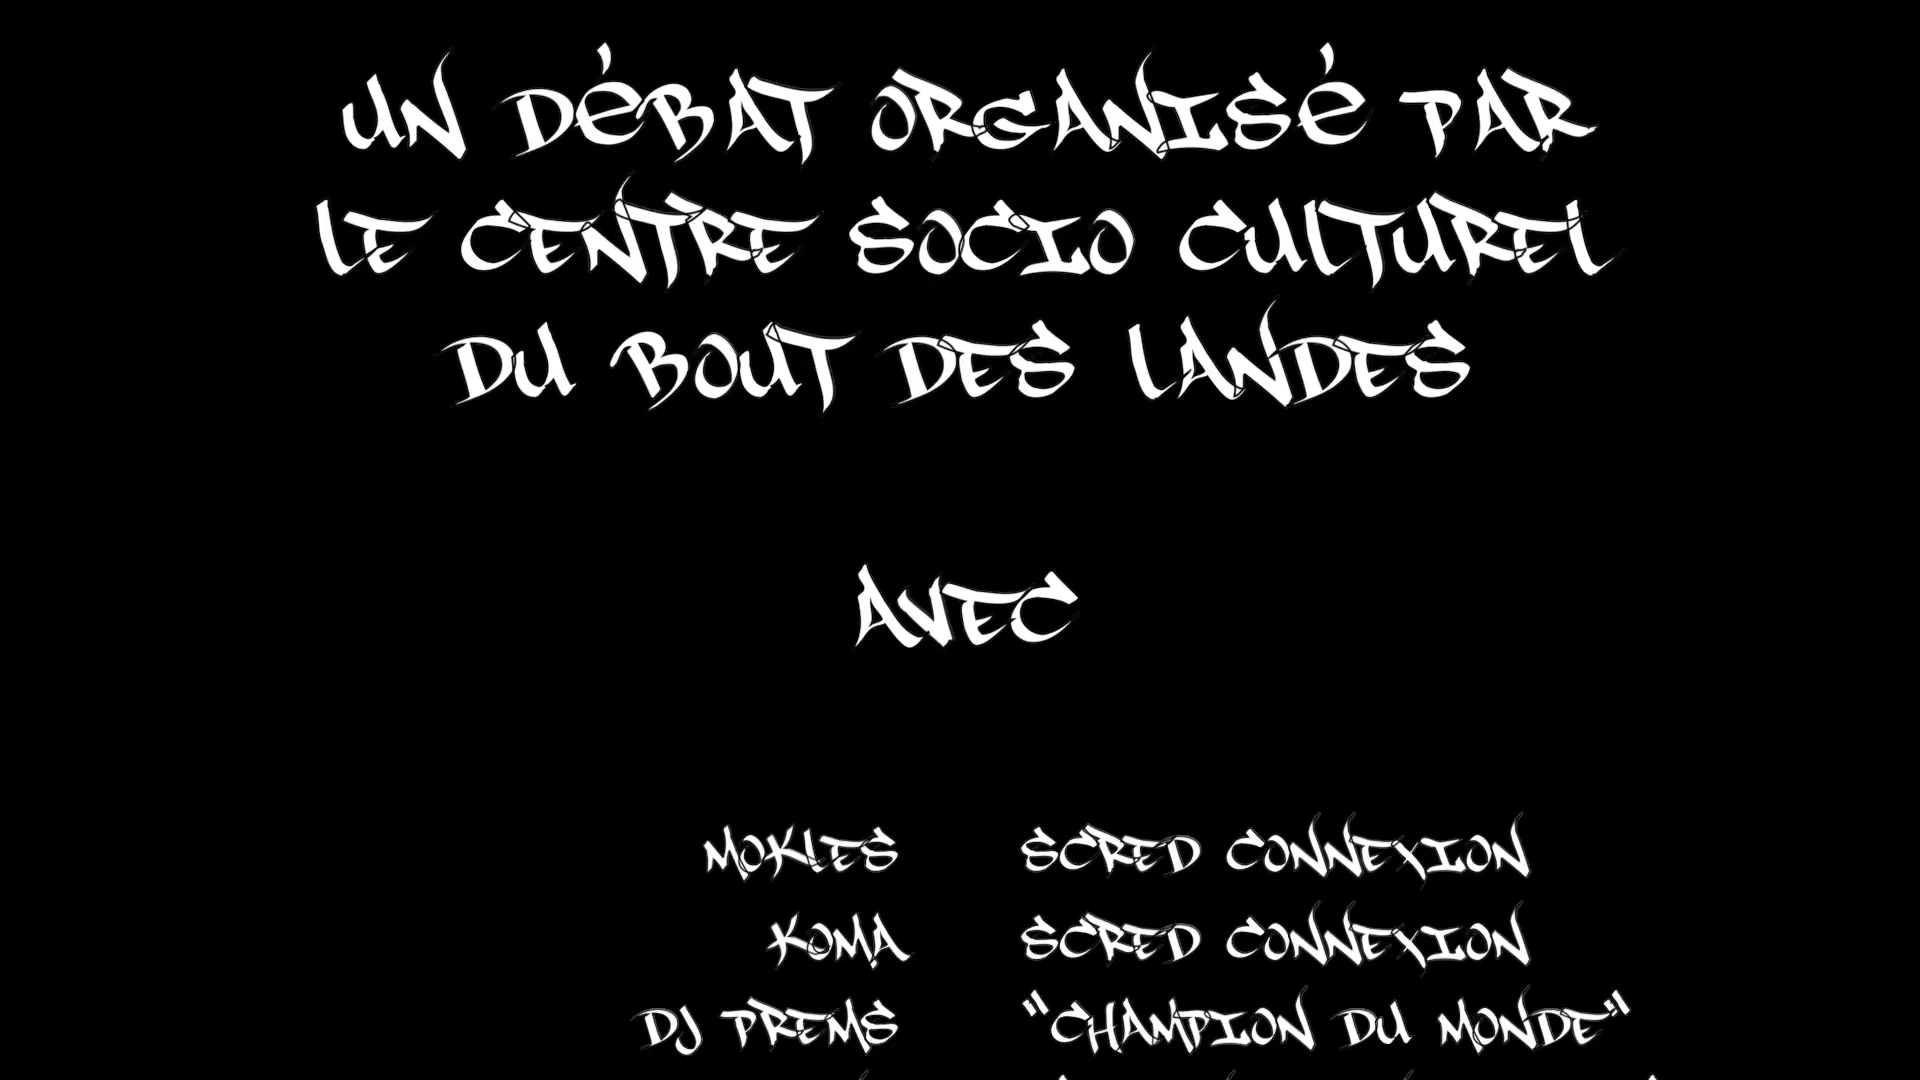 UN DÉBAT ORGANISÉ PAR
LE CENTRE SOCIO CULTUREL
DU BOUT DES LANDES
AVEC
MOKLES SCRED CONNEXION
KOMA SCRED CONNEXION
DJ PREMS "CHAMPION DU MONDE"